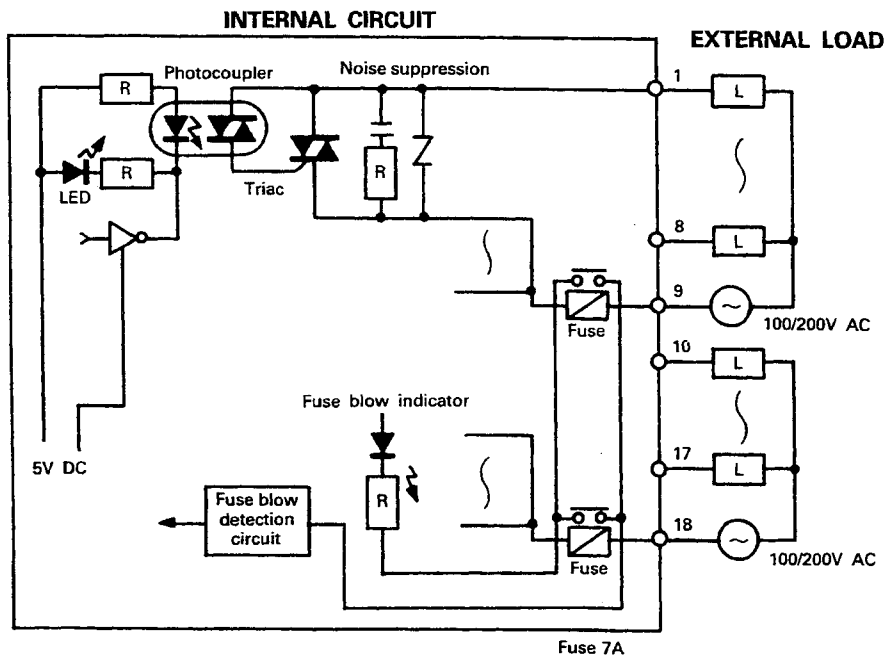 INTERNAL CIRCUIT
EXTERNAL LOAD
Photocoupler
Noise suppression
R
1
L
LED
R
Triac
R
8
L
9
Fuse
100/200V AC
10
L
Fuse blow indicator
5V DC
17
L
R
Fuse blow
detection
circuit
18
Fuse
100/200V AC
Fuse 7A